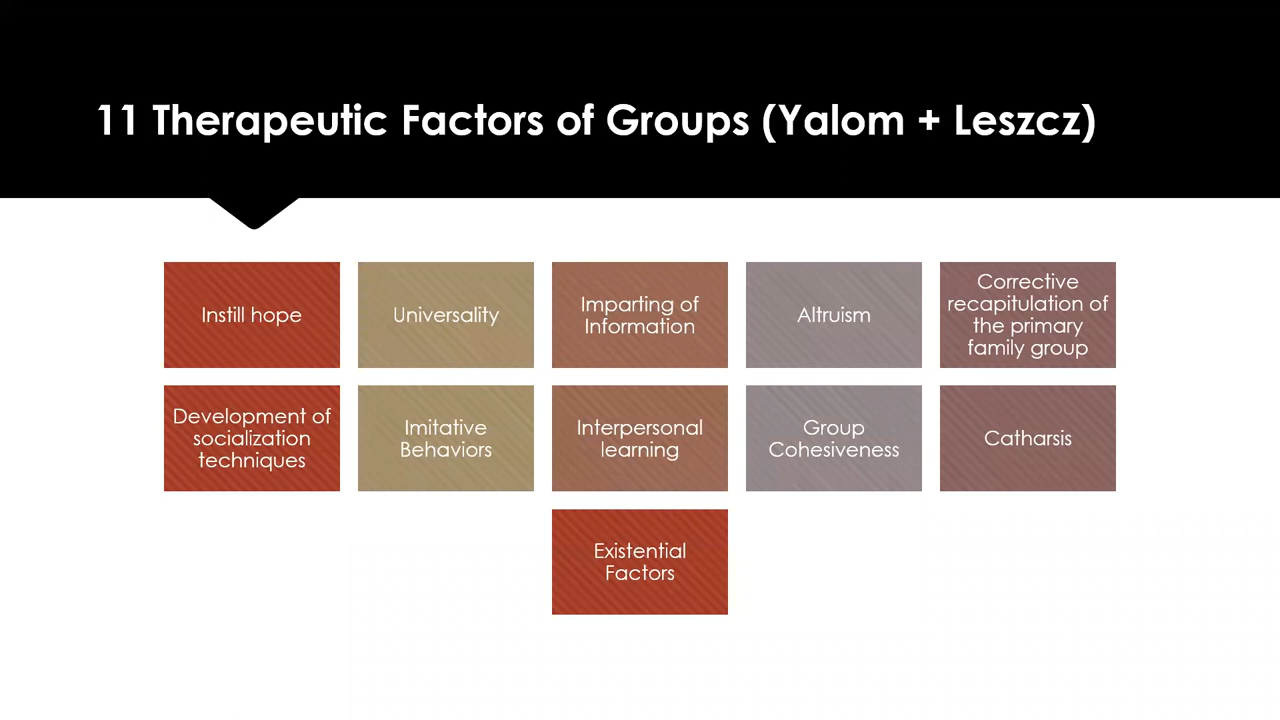 11 Therapeutic Factors of Groups (Yalom + Leszcz)
Instill hope
Universality
Imparting of
Information
Altruism
Corrective
recapitulation of
the primary
family group
Development of
socialization
techniques
Imitative
Behaviors
Interpersonal
learning
Group
Cohesiveness
Catharsis
Existential
Factors